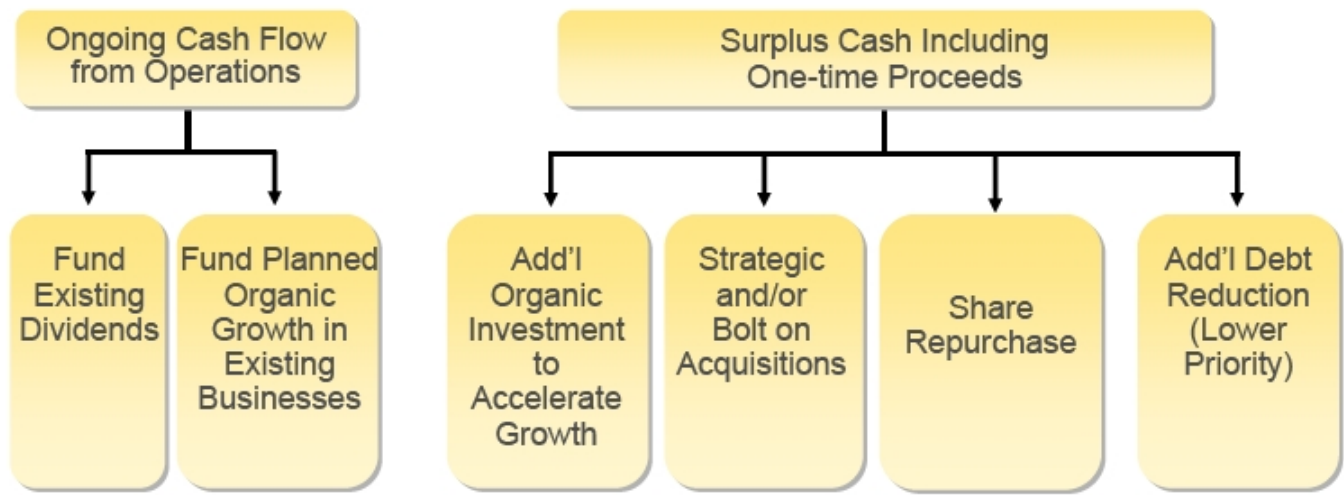 Ongoing Cash Flow
from Operations
Surplus Cash Including
One-time Proceeds
Fund
Existing
Dividends
Fund Planned
Organic
Growth in
Existing
Businesses
Add'l
Organic
Investment
to
Accelerate
Growth
Strategic
and/or
Bolt on
Acquisitions
Share
Repurchase
Add'l Debt
Reduction
(Lower
Priority)